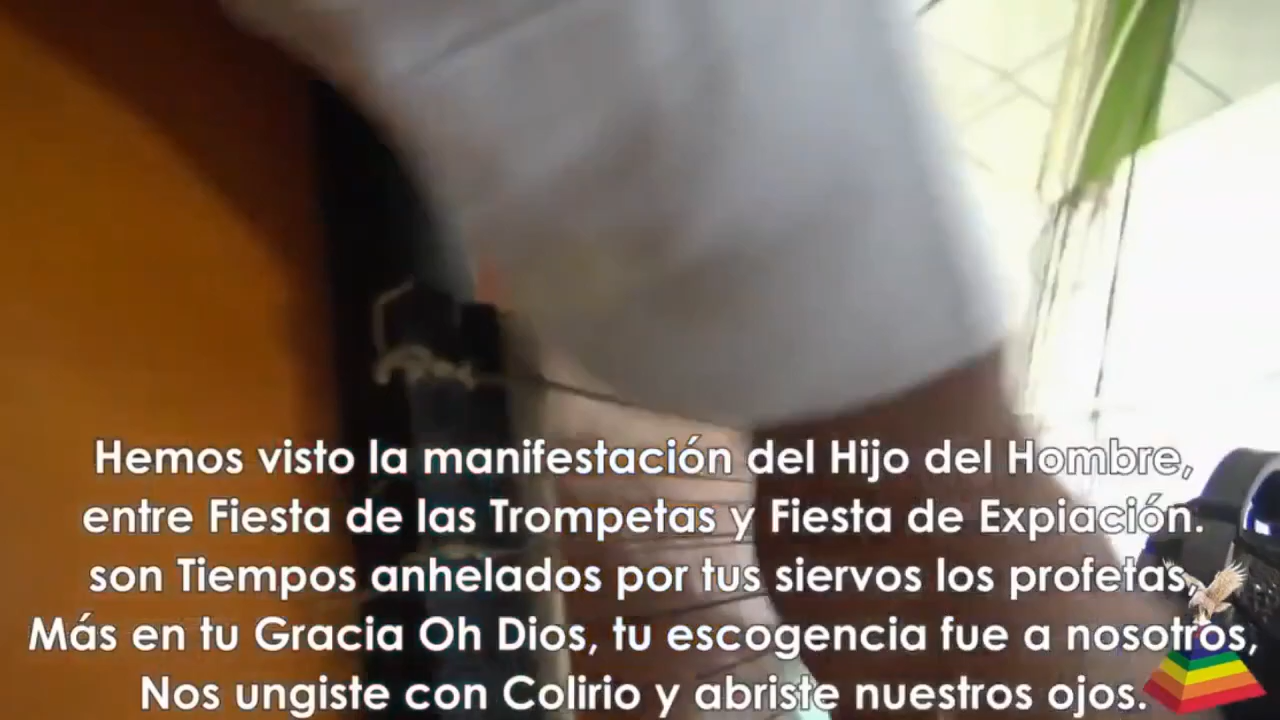 Hemos visto la manifestación del Hijo del Hombre,
entre Fiesta de las Trompetas y Fiesta de Expiación.
son Tiempos anhelados por tus siervos los profetas,
Más en tu Gracia Oh Dios, tu escogencia fue a nosotros,
Nos ungiste con Colirio y abriste nuestros ojos.